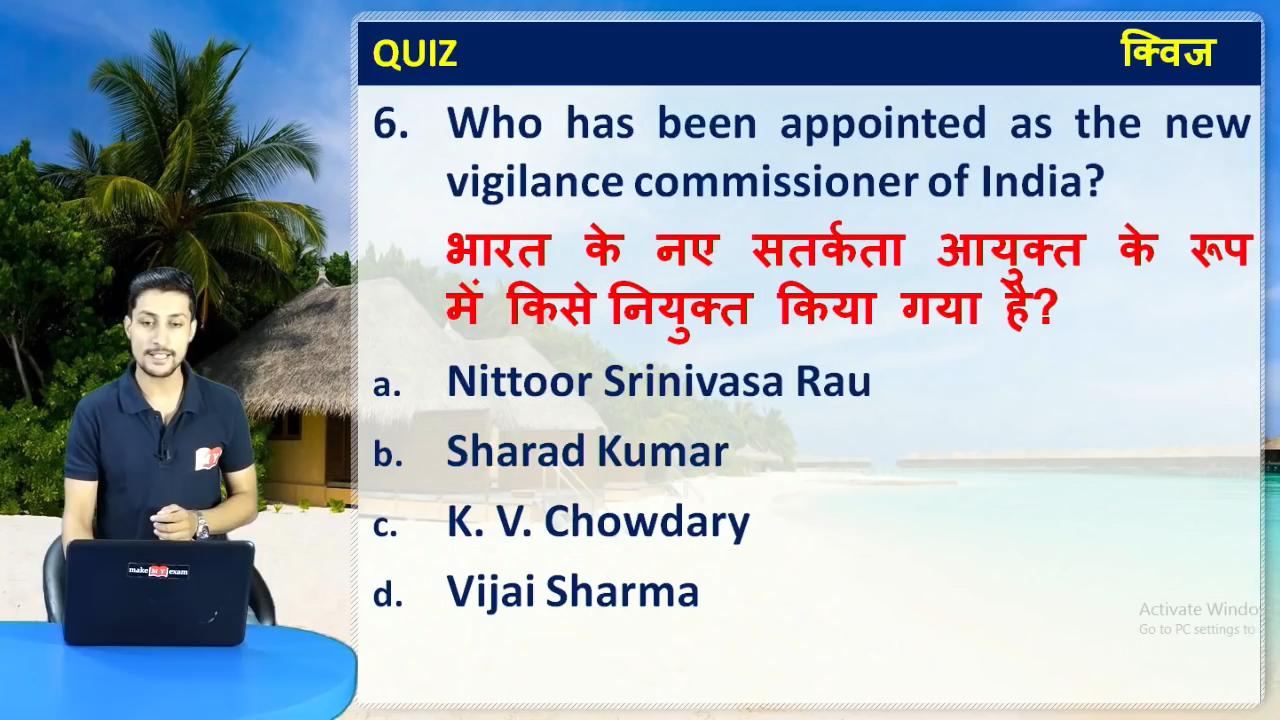 QUIZ क्विज
6. Who has been appointed as the new
vigilance commissioner of India?
भारत के नए सतर्कता आयुक्त के रूप
में किसे नियुक्त किया गया है?
a. Nittoor Srinivasa Rau
b. Sharad Kumar
c. K. V. Chowdary
d. Vijai Sharma
make MY exam
Activate Windo
Go to PC settings to